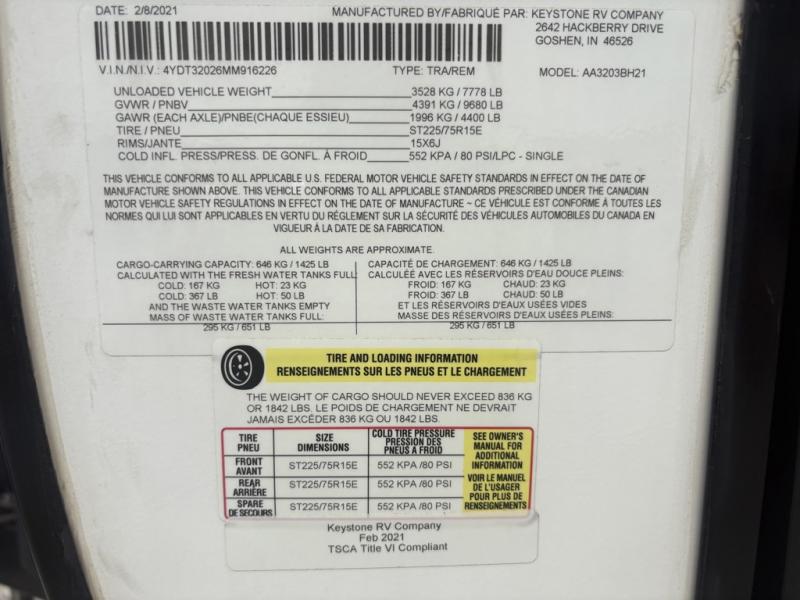 DATE: 2/8/2021 MANUFACTURED BY/FABRIQUÉ PAR: KEYSTONE RV COMPANY
2642 HACKBERRY DRIVE
GOSHEN, IN 46526
V.I.N./N.I.V.: 4YDT32026MM916226 TYPE: TRA/REM MODEL: AA3203BH21
UNLOADED VEHICLE WEIGHT 3528 KG / 7778 LB
GVWR / PNBV 4391 KG / 9680 LB
GAWR (EACH AXLE)/PNBE(CHAQUE ESSIEU) 1996 KG / 4400 LB
TIRE / PNEU ST225/75R15E
RIMS/JANTE 15X6J
COLD INFL. PRESS/PRESS. DE GONFL. À FROID 552 KPA / 80 PSI/LPC - SINGLE
THIS VEHICLE CONFORMS TO ALL APPLICABLE U.S. FEDERAL MOTOR VEHICLE SAFETY STANDARDS IN EFFECT ON THE DATE OF
MANUFACTURE SHOWN ABOVE. THIS VEHICLE CONFORMS TO ALL APPLICABLE STANDARDS PRESCRIBED UNDER THE CANADIAN
MOTOR VEHICLE SAFETY REGULATIONS IN EFFECT ON THE DATE OF MANUFACTURE ~ CE VÉHICULE EST CONFORME À TOUTES LES
NORMES QUI LUI SONT APPLICABLES EN VERTU DU RÉGLEMENT SUR LA SÉCURITÉ DES VÉHICULES AUTOMOBILES DU CANADA EN
VIGUEUR À LA DATE DE SA FABRICATION.
ALL WEIGHTS ARE APPROXIMATE.
CARGO-CARRYING CAPACITY: 646 KG / 1425 LB
CALCULATED WITH THE FRESH WATER TANKS FULL
COLD: 167 KG HOT: 23 KG
COLD: 367 LB HOT: 50 LB
AND THE WASTE WATER TANKS EMPTY
MASS OF WASTE WATER TANKS FULL:
295 KG / 651 LB
CAPACITÉ DE CHARGEMENT: 646 KG / 1425 LB
CALCULÉE AVEC LES RÉSERVOIRS D'EAU DOUCE PLEINS:
FROID: 167 KG CHAUD: 23 KG
FROID: 367 LB CHAUD: 50 LB
ET LES RÉSERVOIRS D'EAUX USÉES VIDES
MASSE DES RÉSERVOIRS D'EAUX USÉES PLEINS:
295 KG / 651 LB
TIRE AND LOADING INFORMATION
RENSEIGNEMENTS SUR LES PNEUS ET LE CHARGEMENT
THE WEIGHT OF CARGO SHOULD NEVER EXCEED 836 KG
OR 1842 LBS. LE POIDS DE CHARGEMENT NE DEVRAIT
JAMAIS EXCÉDER 836 KG OU 1842 LBS.
TIRE
PNEU
SIZE
DIMENSIONS
COLD TIRE PRESSURE
PRESSION DES
PNEUS A FROID
FRONT
AVANT
ST225/75R15E 552 KPA /80 PSI
REAR
ARRIÈRE
ST225/75R15E 552 KPA /80 PSI
SPARE
DE SECOURS
ST225/75R15E 552 KPA /80 PSI
SEE OWNER'S
MANUAL FOR
ADDITIONAL
INFORMATION
VOIR LE MANUEL
DE L'USAGER
POUR PLUS DE
RENSEIGNEMENTS
Keystone RV Company
Feb 2021
TSCA Title VI Compliant